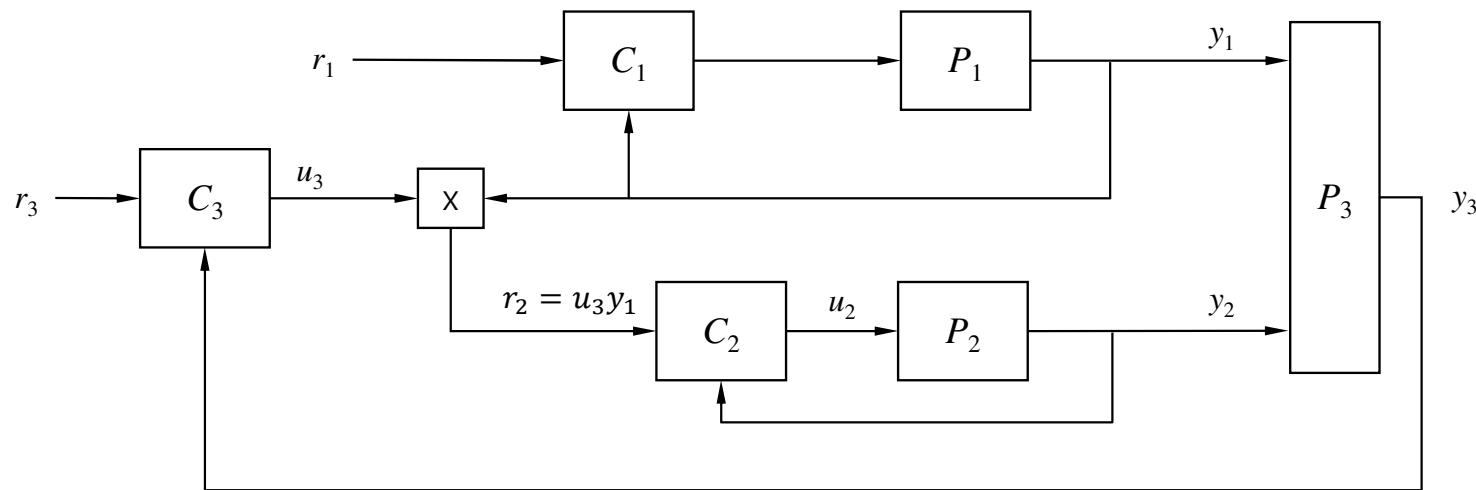 r₁
C₁
P₁
y₁
r₃
C₃
u₃
X
P₃
y₃
r₂ = u₃y₁
C₂
u₂
P₂
y₂